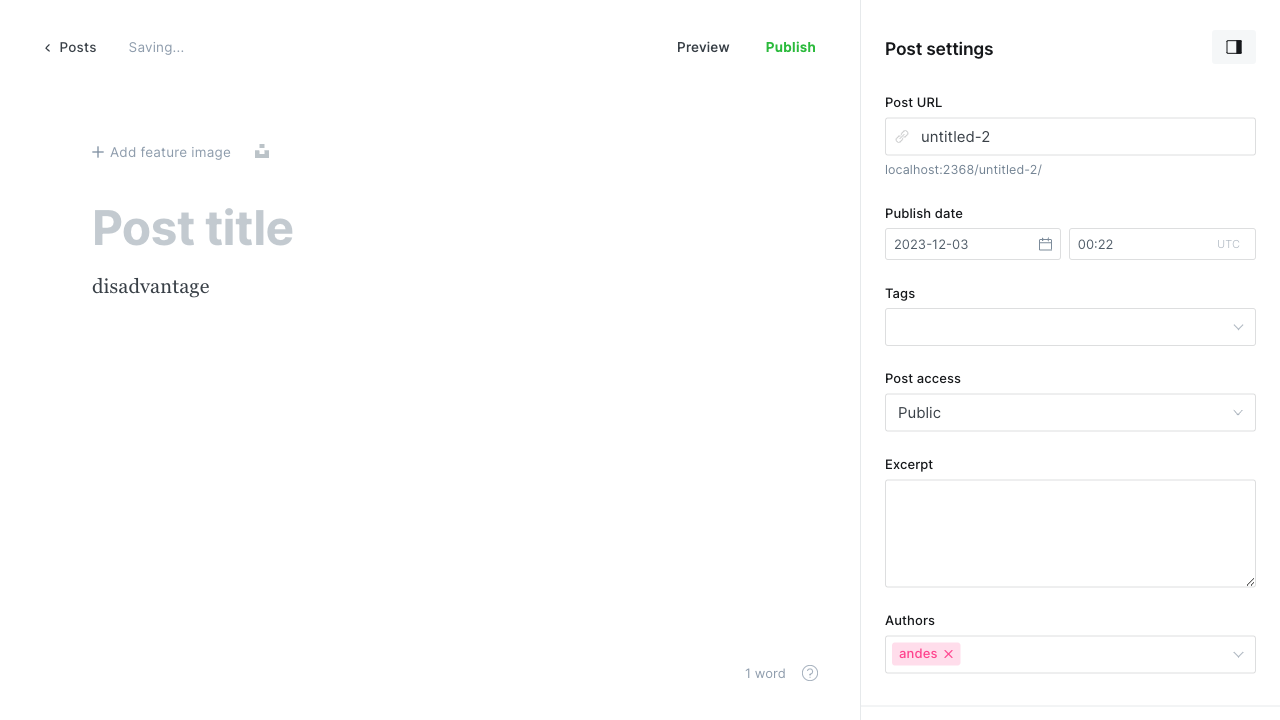 Posts
Saving...
Preview
Publish
Add feature image
Post title
disadvantage
1 word
?
Post settings
Post URL
untitled-2
localhost:2368/untitled-2/
Publish date
2023-12-03
00:22
UTC
Tags
Post access
Public
Excerpt
Authors
andes